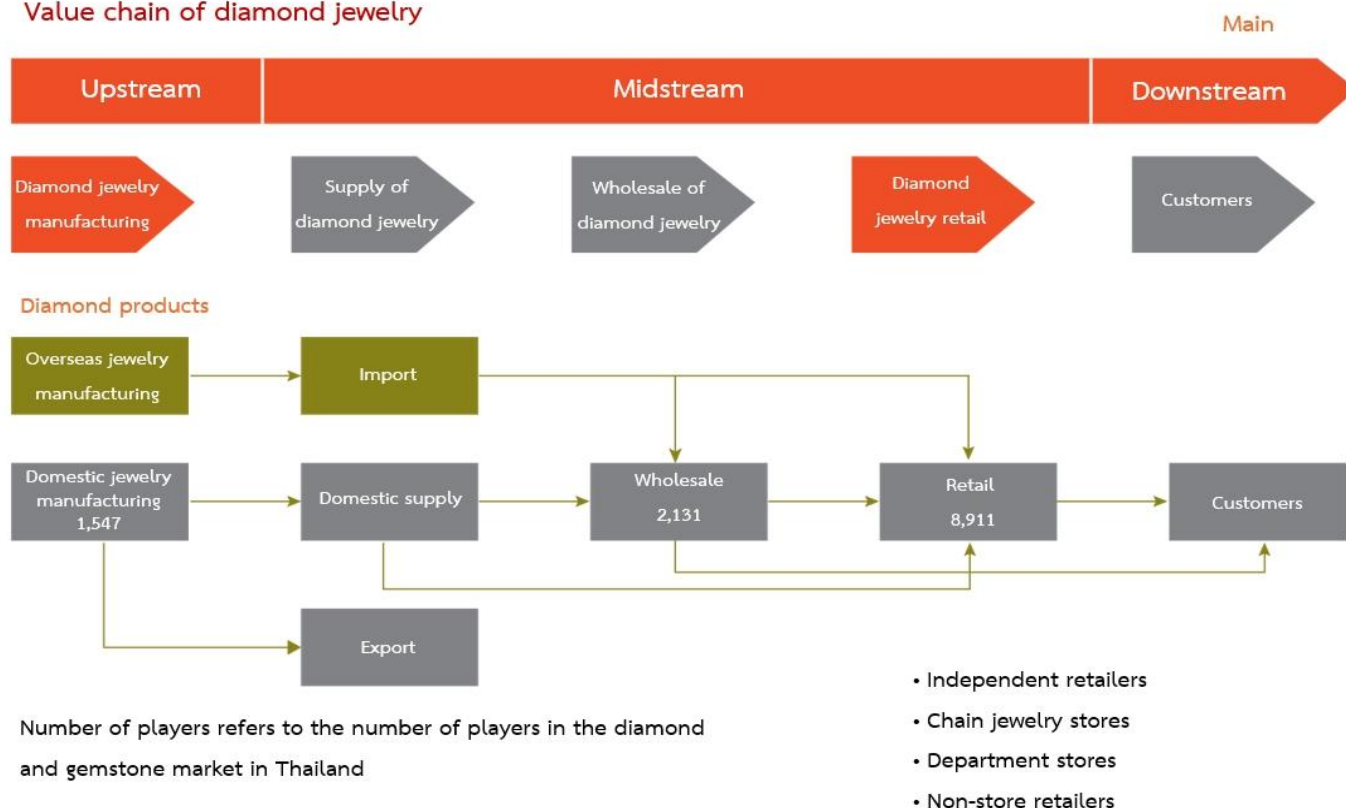 Value chain of diamond jewelry
Main
Upstream
Midstream
Downstream
Diamond jewelry
manufacturing
Supply of
diamond jewelry
Wholesale of
diamond jewelry
Diamond
jewelry retail
Customers
Diamond products
Overseas jewelry
manufacturing
Import
Domestic jewelry
manufacturing
1,547
Domestic supply
Wholesale
2,131
Retail
8,911
Customers
Export
Number of players refers to the number of players in the diamond
and gemstone market in Thailand
• Independent retailers
• Chain jewelry stores
• Department stores
• Non-store retailers